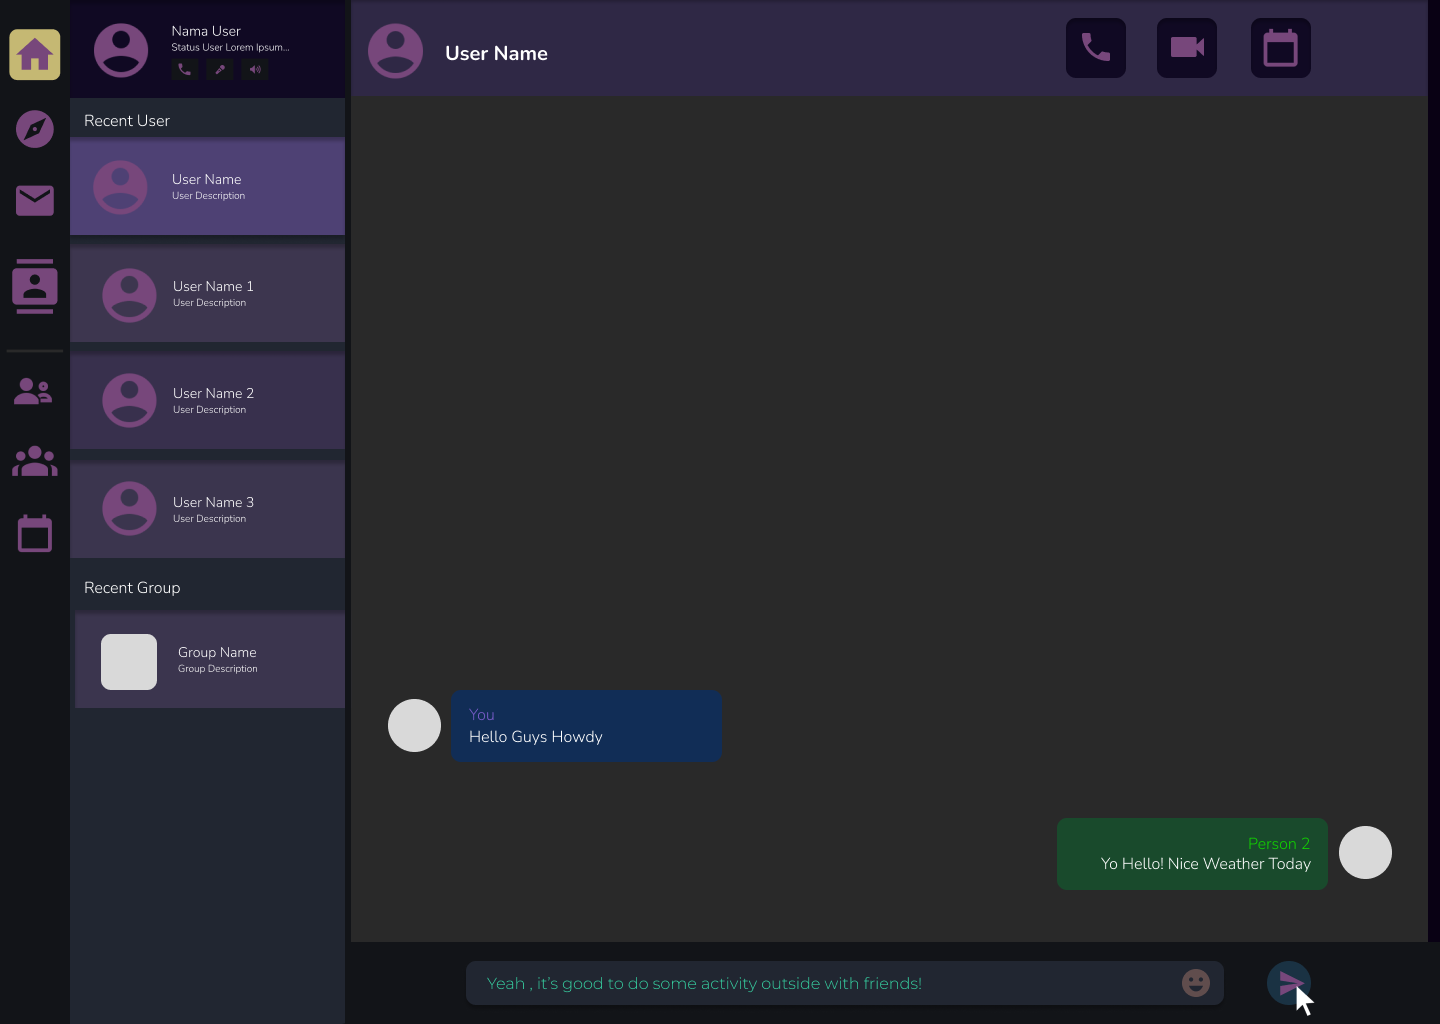 Nama User
Status User Lorem Ipsum...
User Name
Recent User
User Name
User Description
User Name 1
User Description
User Name 2
User Description
User Name 3
User Description
Recent Group
Group Name
Group Description
You
Hello Guys Howdy
Person 2
Yo Hello! Nice Weather Today
Yeah , it's good to do some activity outside with friends!